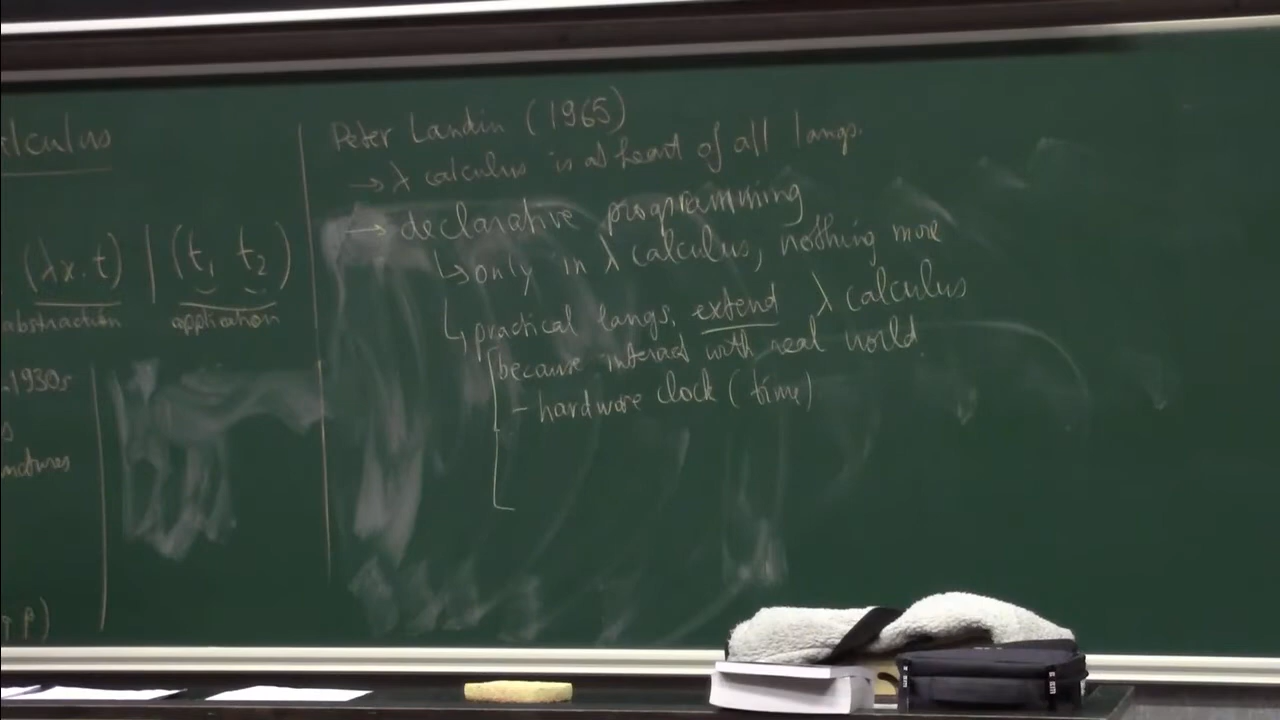 alculus
(λx.t) | (t₁ t₂)
abstraction application
1930s
Peter Landin (1965)
→ λ calculus is at heart of all langs.
→ declarative programming
↳ only in λ calculus, nothing more
↳ practical langs. extend λ calculus
because interact with real world
- hardware clock (time)